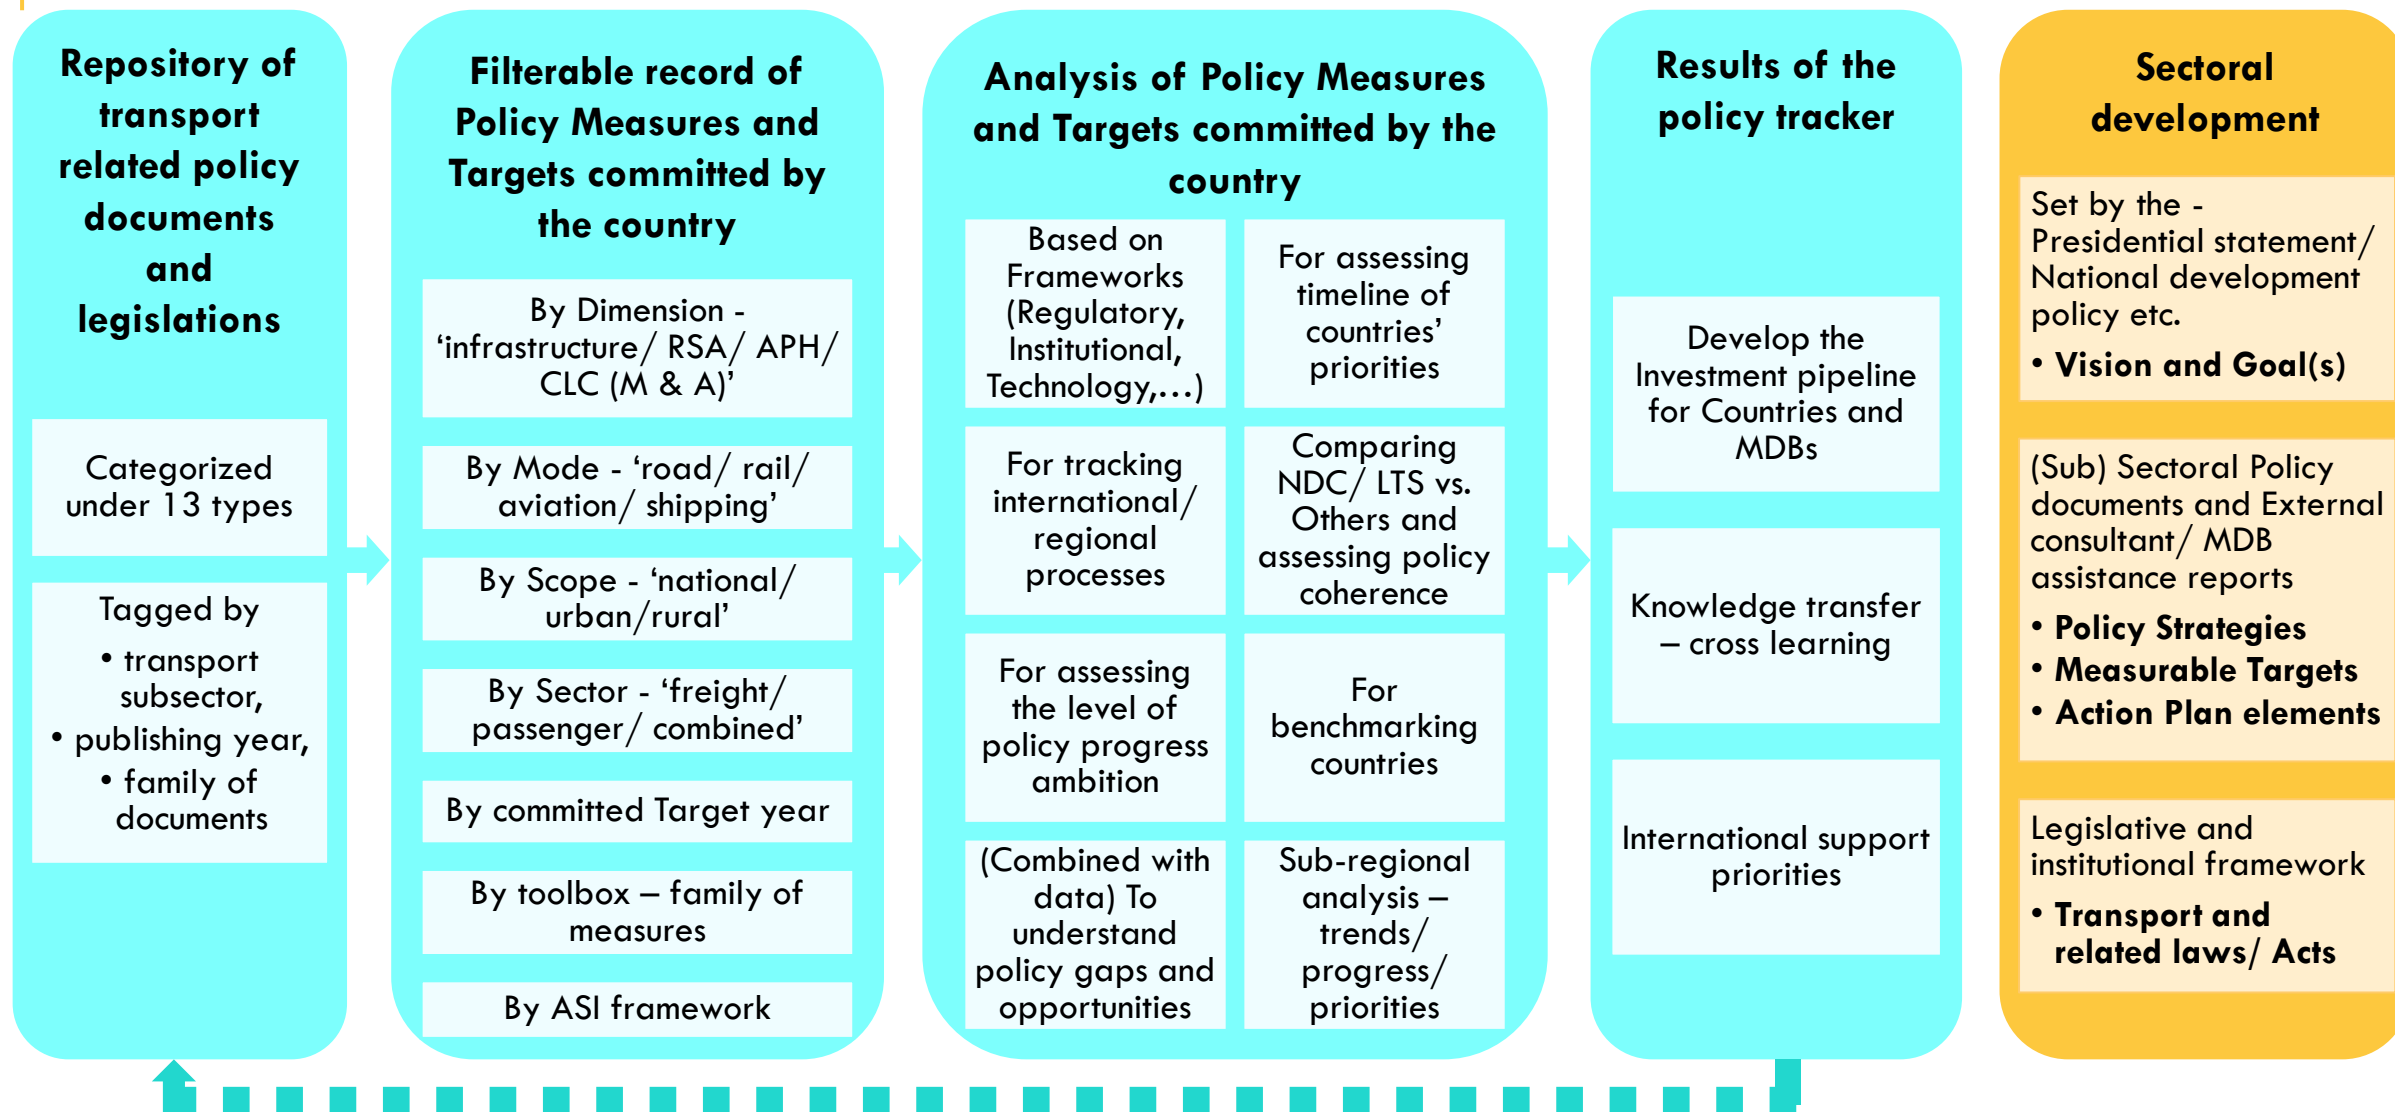 Repository of
transport
related policy
documents
and
legislations
Categorized
under 13 types
Tagged by
• transport
subsector,
• publishing year,
• family of
documents
Filterable record of
Policy Measures and
Targets committed by
the country
By Dimension -
‘infrastructure/ RSA/ APH/
CLC (M & A)’
By Mode - ‘road/ rail/
aviation/ shipping’
By Scope - ‘national/
urban/rural’
By Sector - ‘freight/
passenger/ combined’
By committed Target year
By toolbox – family of
measures
By ASI framework
Analysis of Policy Measures
and Targets committed by the
country
Based on
Frameworks
(Regulatory,
Institutional,
Technology,...)
For assessing
timeline of
countries’
priorities
For tracking
international/
regional
processes
Comparing
NDC/ LTS vs.
Others and
assessing policy
coherence
For assessing
the level of
policy progress
ambition
For
benchmarking
countries
(Combined with
data) To
understand
policy gaps and
opportunities
Sub-regional
analysis –
trends/
progress/
priorities
Results of the
policy tracker
Develop the
Investment pipeline
for Countries and
MDBs
Knowledge transfer
– cross learning
International support
priorities
Sectoral
development
Set by the -
Presidential statement/
National development
policy etc.
• Vision and Goal(s)
(Sub) Sectoral Policy
documents and External
consultant/ MDB
assistance reports
• Policy Strategies
• Measurable Targets
• Action Plan elements
Legislative and
institutional framework
• Transport and
related laws/ Acts